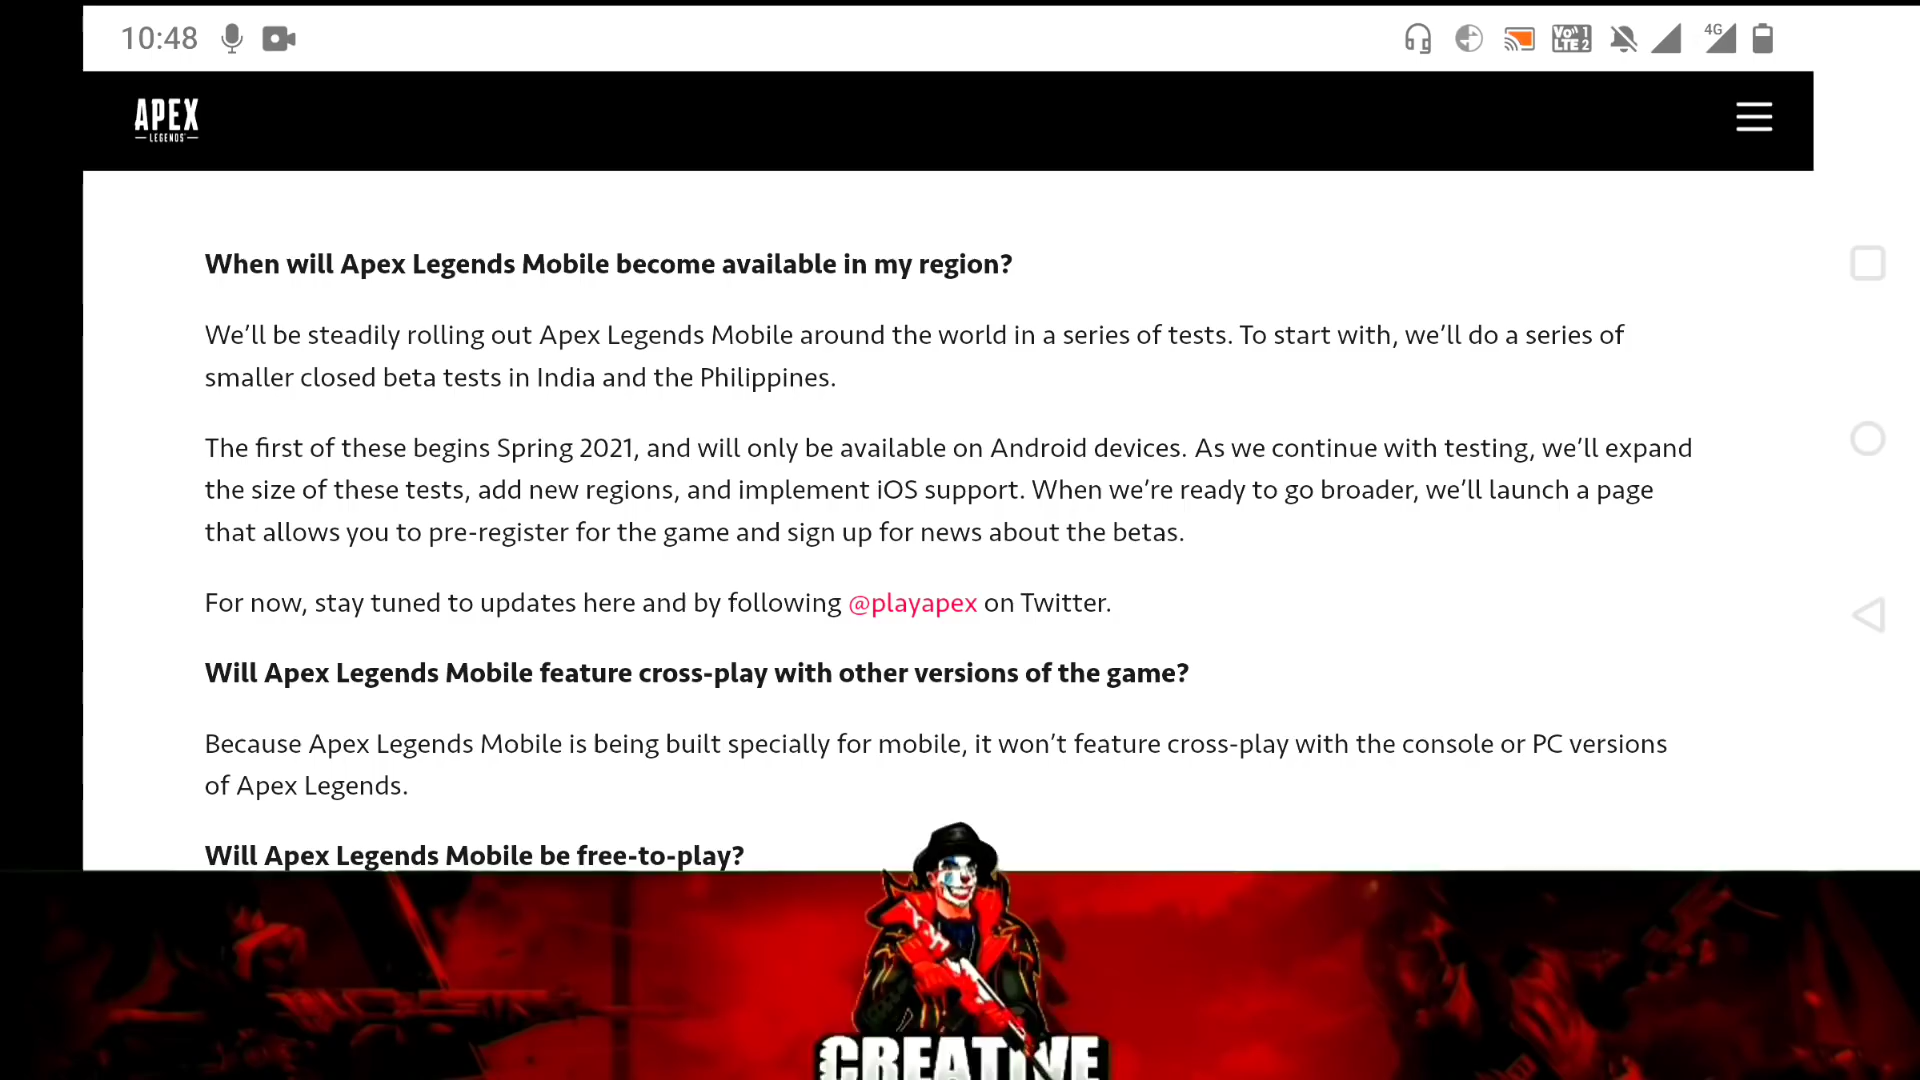 10:48
Vo 1
LTE 2
4G
APEX
LEGENDS
When will Apex Legends Mobile become available in my region?
We’ll be steadily rolling out Apex Legends Mobile around the world in a series of tests. To start with, we’ll do a series of
smaller closed beta tests in India and the Philippines.
The first of these begins Spring 2021, and will only be available on Android devices. As we continue with testing, we’ll expand
the size of these tests, add new regions, and implement iOS support. When we’re ready to go broader, we’ll launch a page
that allows you to pre-register for the game and sign up for news about the betas.
For now, stay tuned to updates here and by following @playapex on Twitter.
Will Apex Legends Mobile feature cross-play with other versions of the game?
Because Apex Legends Mobile is being built specially for mobile, it won’t feature cross-play with the console or PC versions
of Apex Legends.
Will Apex Legends Mobile be free-to-play?
CREATIVE